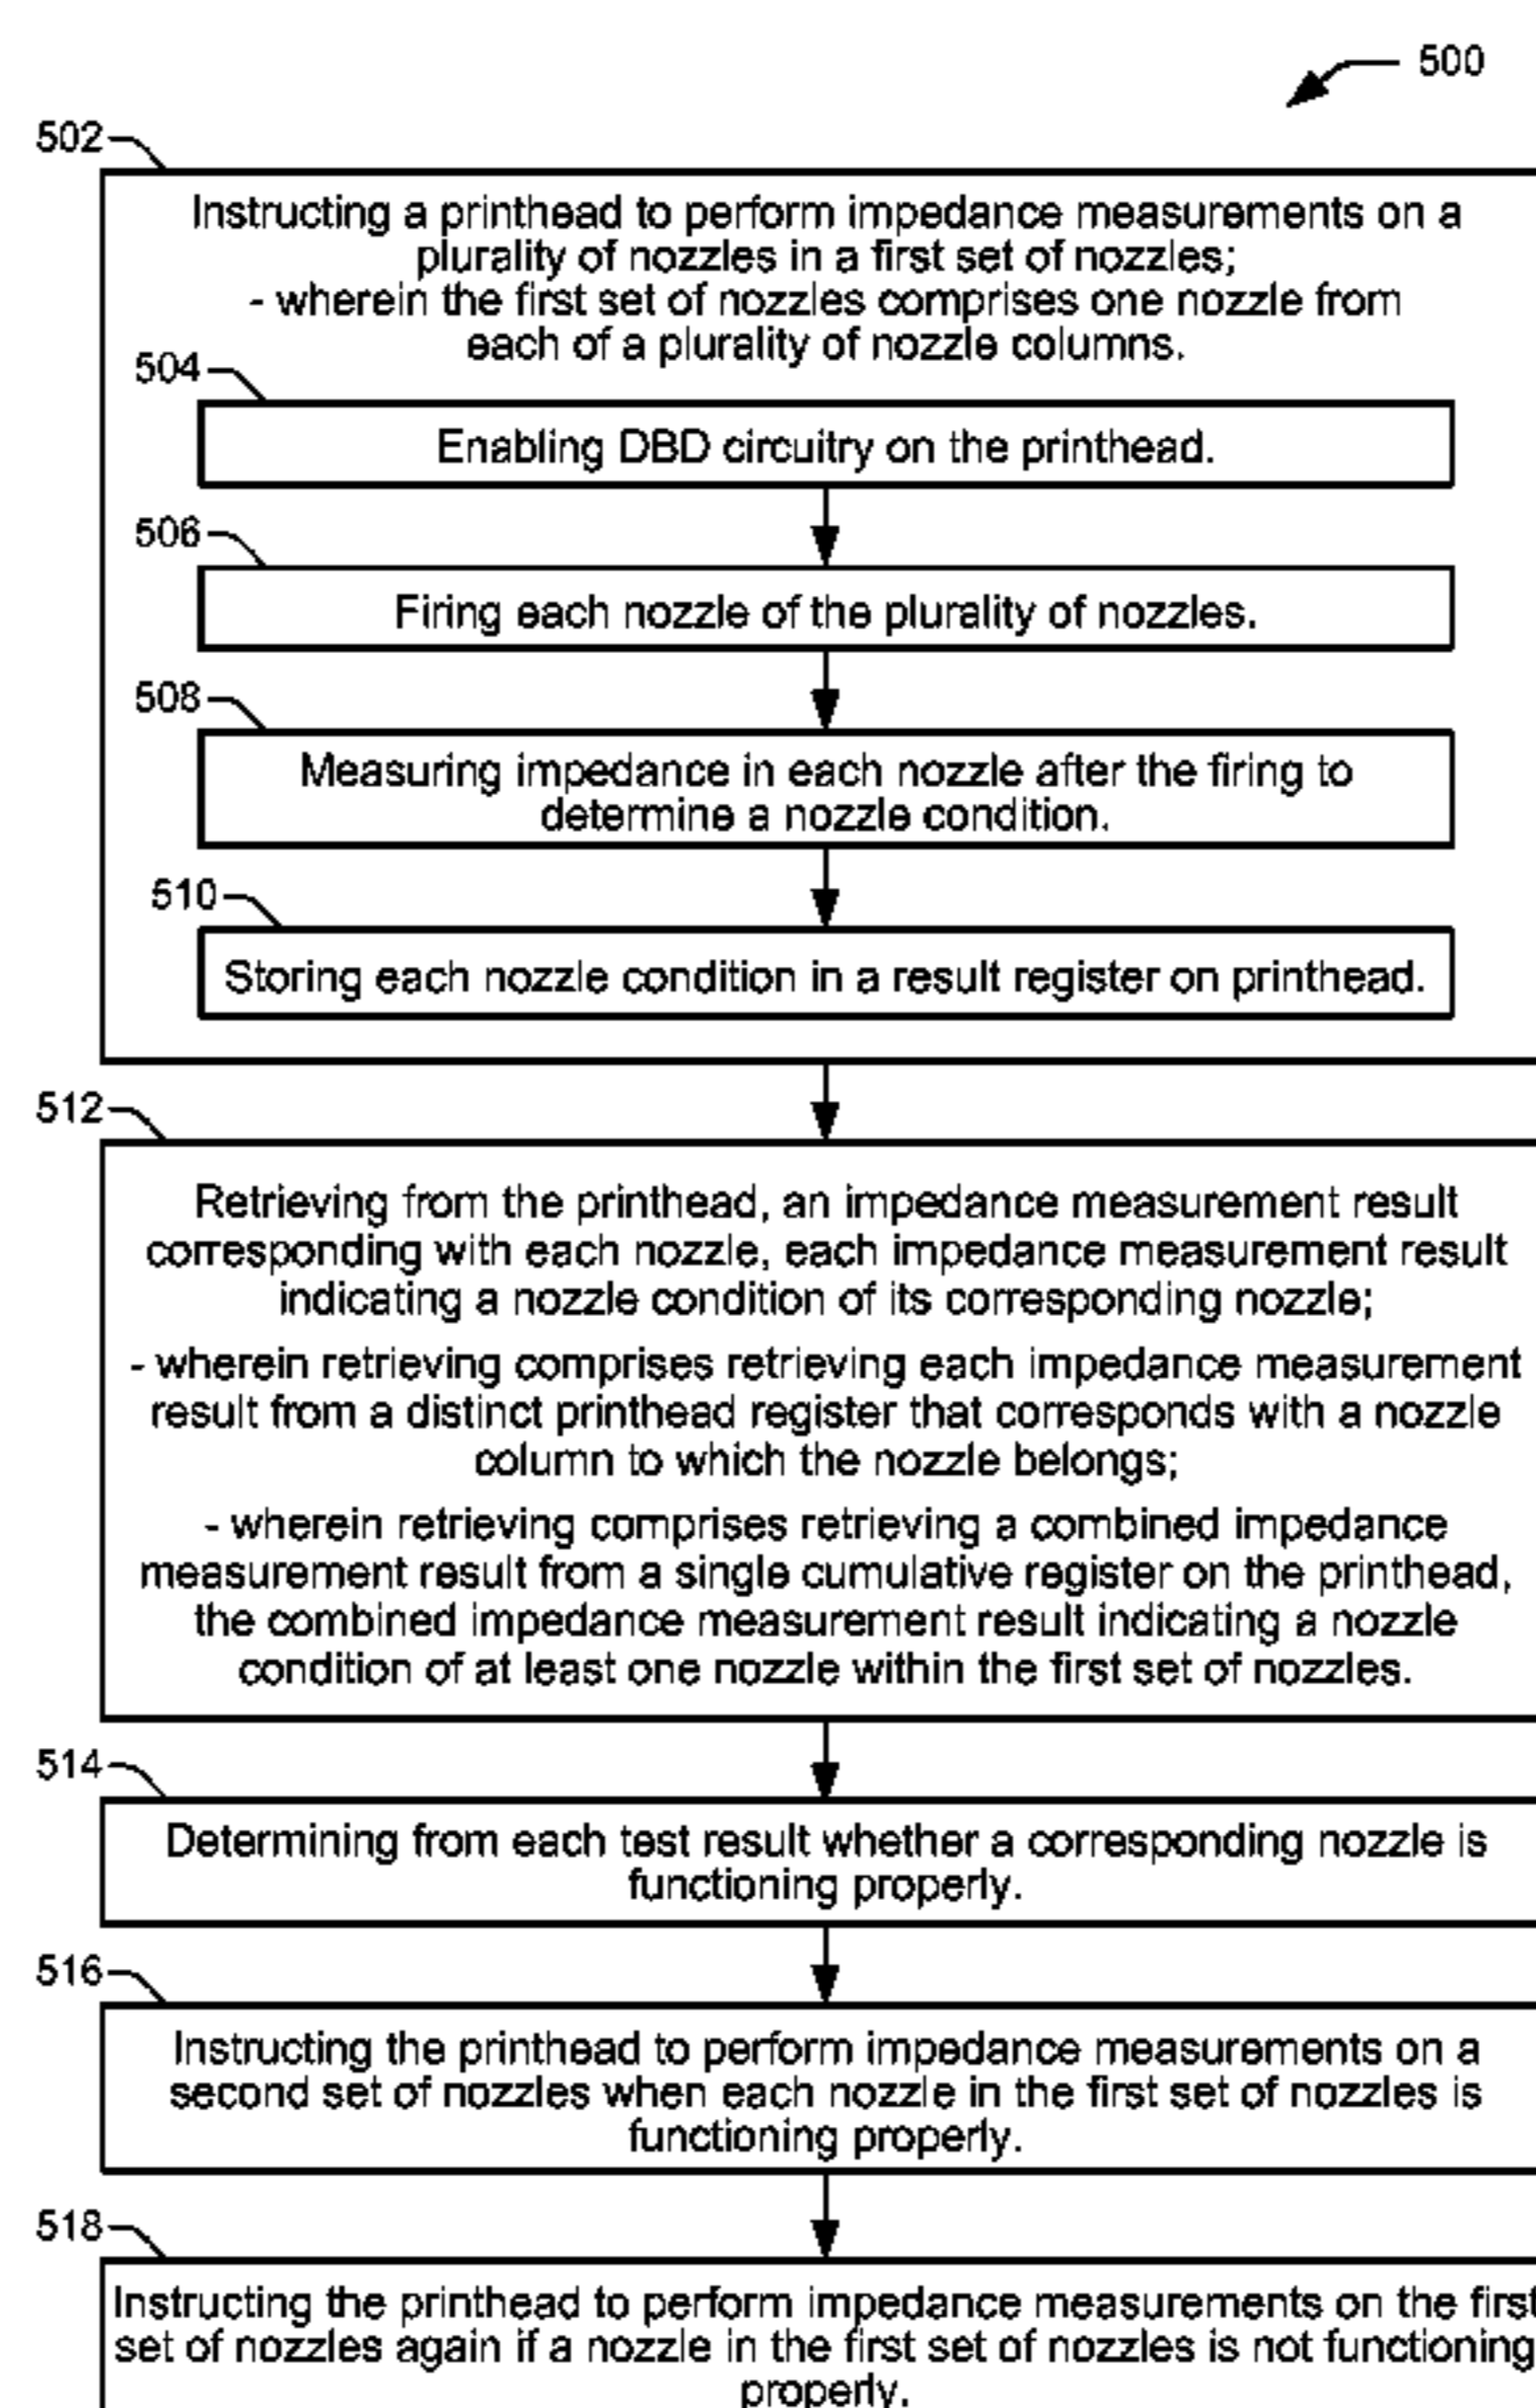 500
502
Instructing a printhead to perform impedance measurements on a
plurality of nozzles in a first set of nozzles;
- wherein the first set of nozzles comprises one nozzle from
each of a plurality of nozzle columns.
504
Enabling DBD circuitry on the printhead.
506
Firing each nozzle of the plurality of nozzles.
508
Measuring impedance in each nozzle after the firing to
determine a nozzle condition.
510
Storing each nozzle condition in a result register on printhead.
512
Retrieving from the printhead, an impedance measurement result
corresponding with each nozzle, each impedance measurement result
indicating a nozzle condition of its corresponding nozzle;
- wherein retrieving comprises retrieving each impedance measurement
result from a distinct printhead register that corresponds with a nozzle
column to which the nozzle belongs;
- wherein retrieving comprises retrieving a combined impedance
measurement result from a single cumulative register on the printhead,
the combined impedance measurement result indicating a nozzle
condition of at least one nozzle within the first set of nozzles.
514
Determining from each test result whether a corresponding nozzle is
functioning properly.
516
Instructing the printhead to perform impedance measurements on a
second set of nozzles when each nozzle in the first set of nozzles is
functioning properly.
518
Instructing the printhead to perform impedance measurements on the first
set of nozzles again if a nozzle in the first set of nozzles is not functioning
properly.